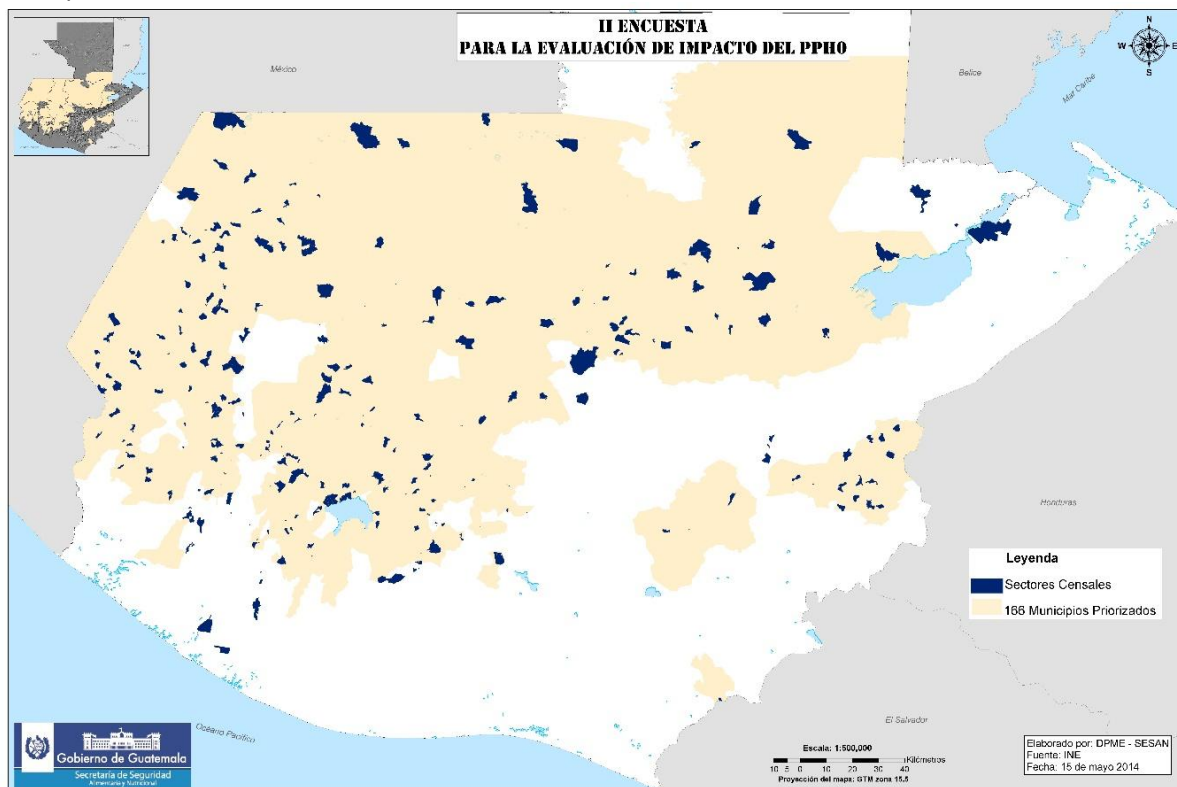 II ENCUESTA
PARA LA EVALUACIÓN DE IMPACTO DEL PPHO
N
W E
S
México
Belice
Mar Caribe
Honduras
Leyenda
Sectores Censales
166 Municipios Priorizados
El Salvador
Océano Pacífico
Gobierno de Guatemala
Secretaría de Seguridad
Alimentaria y Nutricional
Escala: 1:500,000
10 5 0 10 20 30 40 Kilómetros
Proyección del mapa: GTM zona 15.5
Elaborado por: DPME - SESAN
Fuente: INE
Fecha: 15 de mayo 2014